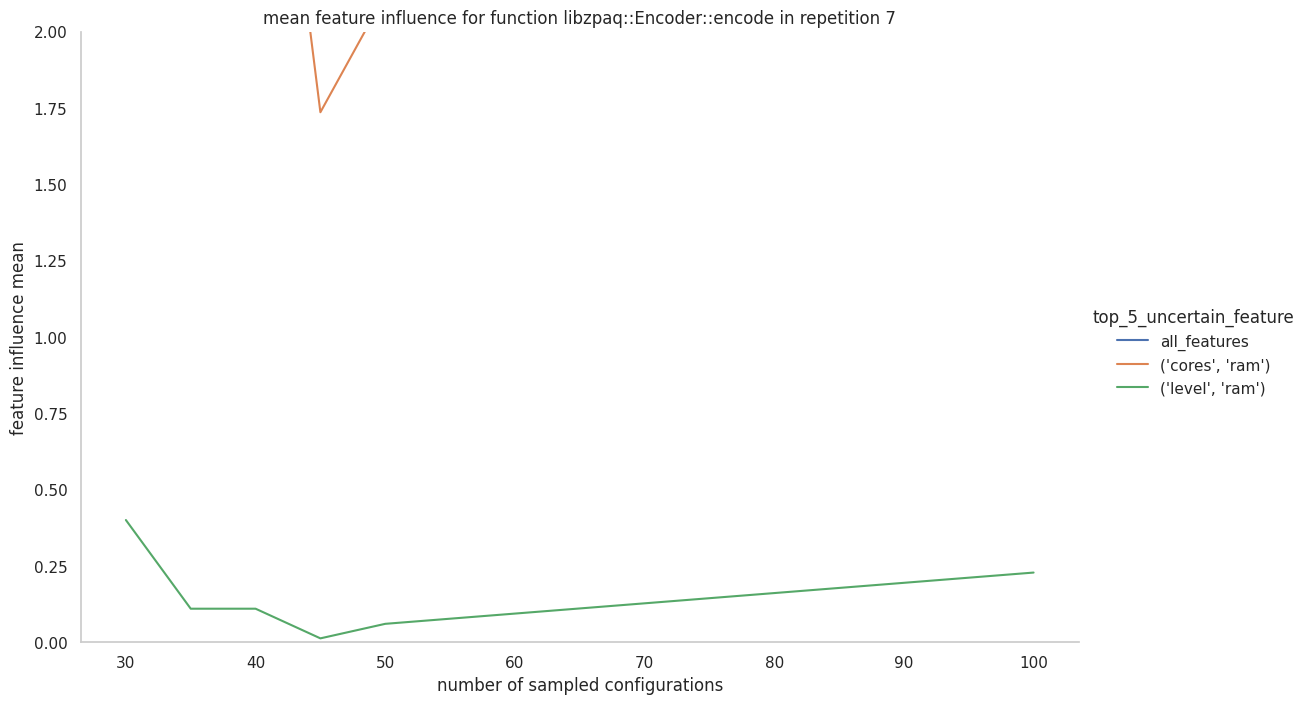 mean feature influence for function libzpaq::Encoder::encode in repetition 7
2.00
1.75
1.50
1.25
1.00
0.75
0.50
0.25
0.00
feature influence mean
30 40 50 60 70 80 90 100
number of sampled configurations
top_5_uncertain_feature
all_features
('cores', 'ram')
('level', 'ram')